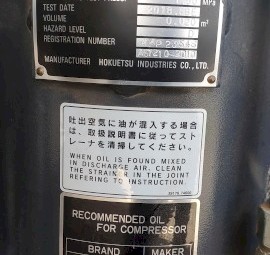 TEST DATE
VOLUME m³
HAZARD LEVEL
REGISTRATION NUMBER
MANUFACTURER HOKUETSU INDUSTRIES CO., LTD.
吐出空気に油が混入する場合
は、取扱説明書に従ってスト
レーナを清掃してください。
WHEN OIL IS FOUND MIXED
IN DISCHARGE AIR, CLEAN
THE STRAINER IN THE JOINT
REFERRING TO INSTRUCTION.
RECOMMENDED OIL
FOR COMPRESSOR
BRAND MAKER